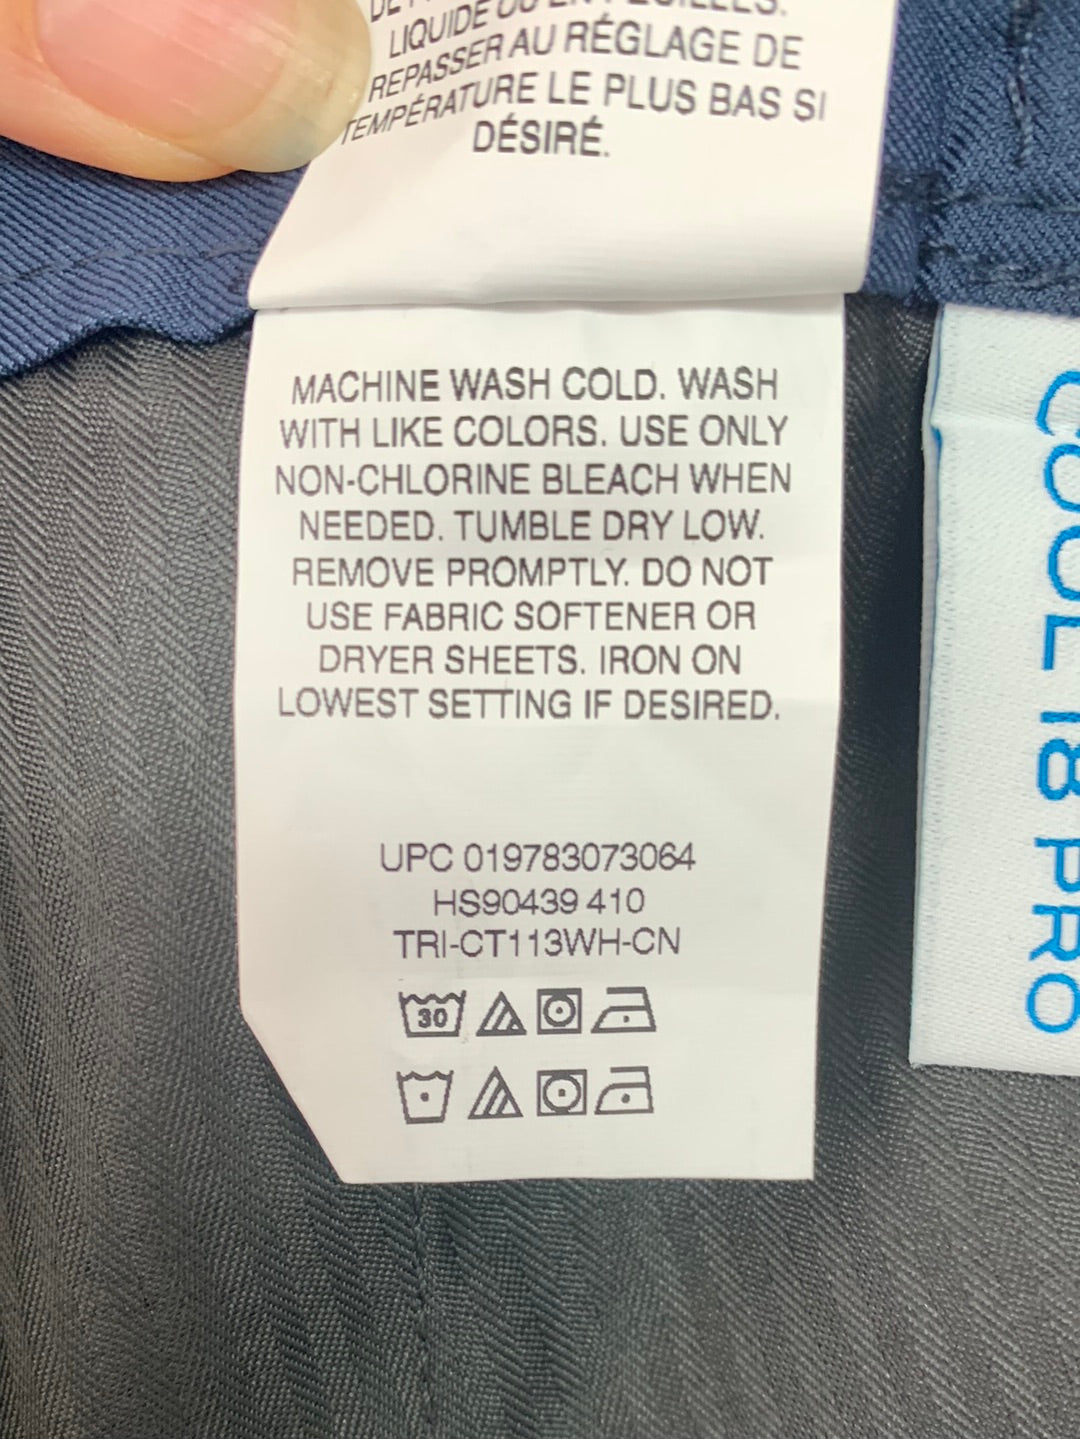 LIQUIDE OU EN FEUILLES.
REPASSER AU RÉGLAGE DE
TEMPÉRATURE LE PLUS BAS SI
DÉSIRÉ.
MACHINE WASH COLD. WASH
WITH LIKE COLORS. USE ONLY
NON-CHLORINE BLEACH WHEN
NEEDED. TUMBLE DRY LOW.
REMOVE PROMPTLY. DO NOT
USE FABRIC SOFTENER OR
DRYER SHEETS. IRON ON
LOWEST SETTING IF DESIRED.
UPC 019783073064
HS90439 410
TRI-CT113WH-CN
30
COOL 18 PRO